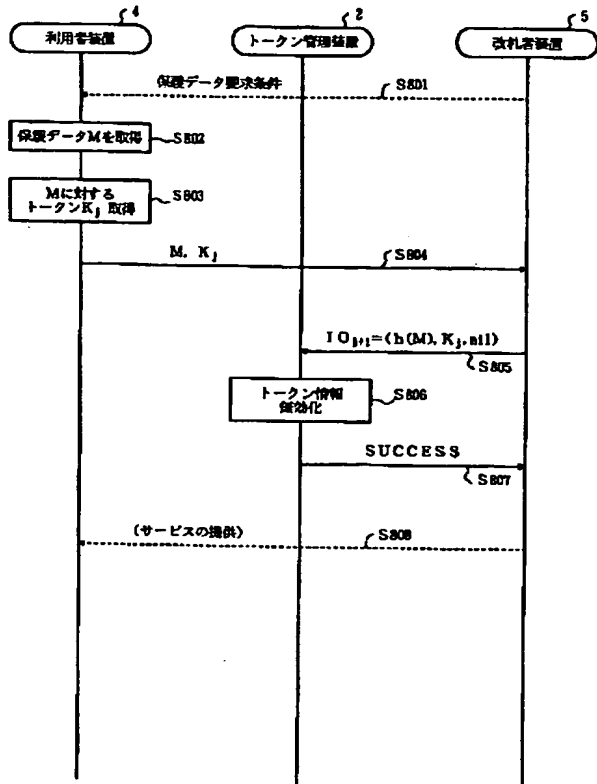 4
2
5
利用者装置
トークン管理装置
改札者装置
保護データ要求条件
S801
保護データMを取得
S802
Mに対する
トークンKj 取得
S803
M, Kj
S804
IOj+1=(h(M), Kj, nil)
S805
トークン情報
無効化
S806
SUCCESS
S807
(サービスの提供)
S808